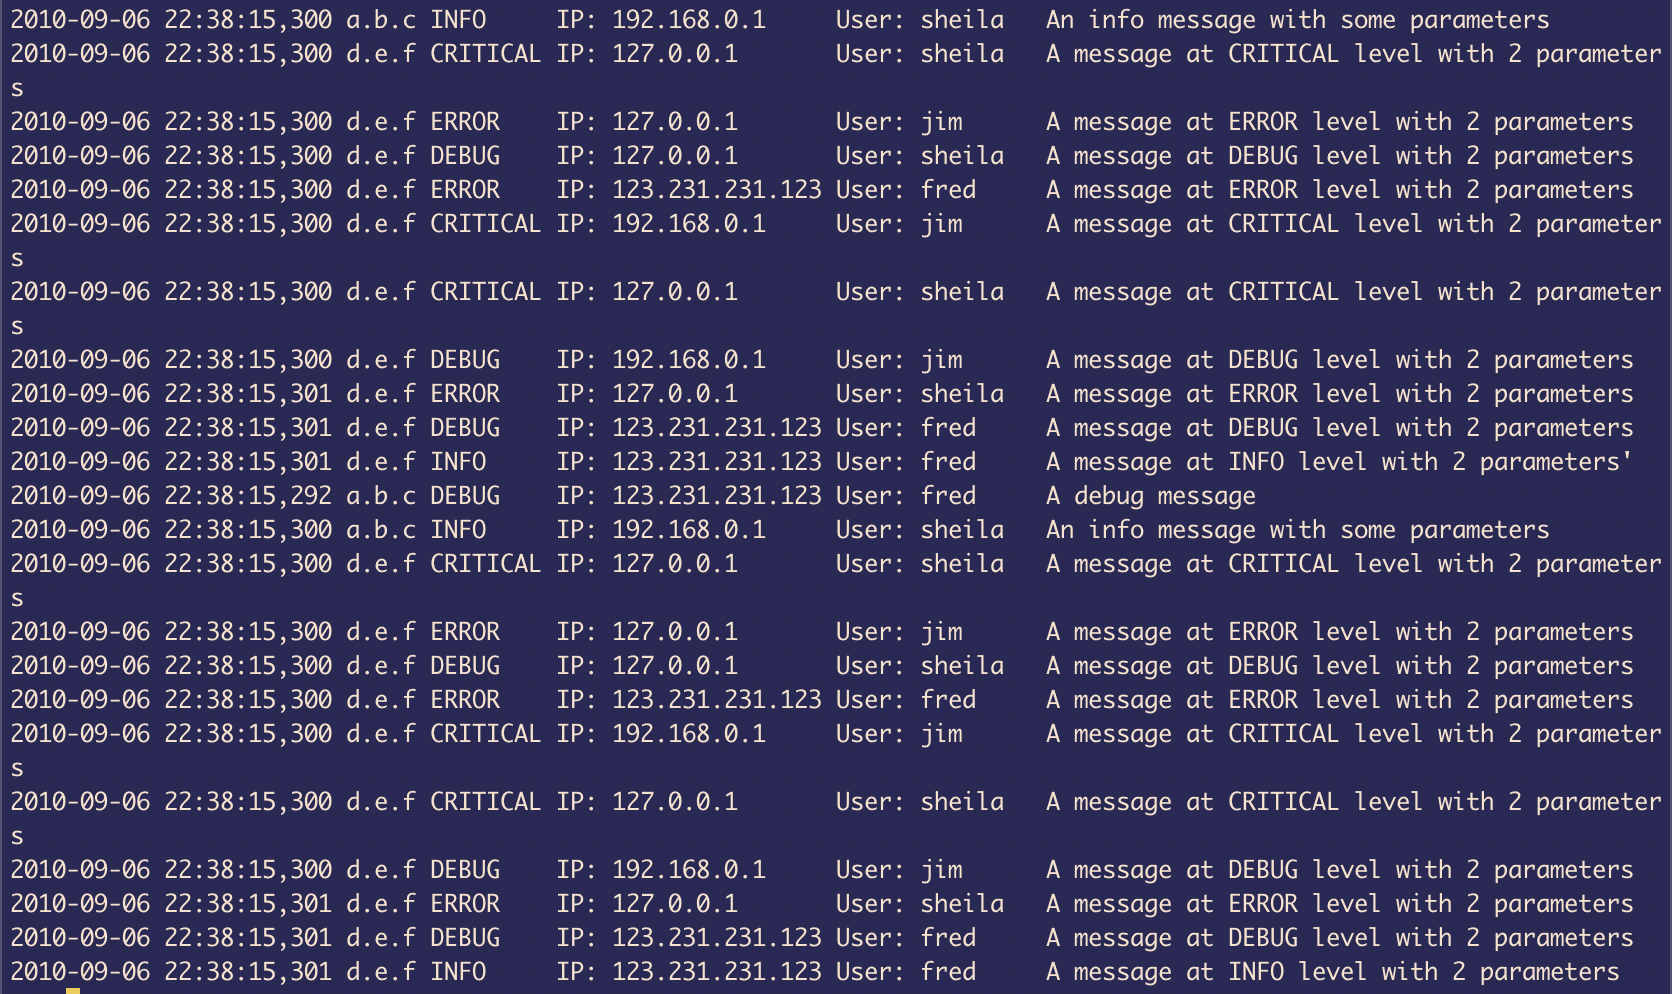 2010-09-06 22:38:15,300 a.b.c INFO     IP: 192.168.0.1     User: sheila   An info message with some parameters
2010-09-06 22:38:15,300 d.e.f CRITICAL IP: 127.0.0.1       User: sheila   A message at CRITICAL level with 2 parameter
s
2010-09-06 22:38:15,300 d.e.f ERROR    IP: 127.0.0.1       User: jim      A message at ERROR level with 2 parameters
2010-09-06 22:38:15,300 d.e.f DEBUG    IP: 127.0.0.1       User: sheila   A message at DEBUG level with 2 parameters
2010-09-06 22:38:15,300 d.e.f ERROR    IP: 123.231.231.123 User: fred     A message at ERROR level with 2 parameters
2010-09-06 22:38:15,300 d.e.f CRITICAL IP: 192.168.0.1     User: jim      A message at CRITICAL level with 2 parameter
s
2010-09-06 22:38:15,300 d.e.f CRITICAL IP: 127.0.0.1       User: sheila   A message at CRITICAL level with 2 parameter
s
2010-09-06 22:38:15,300 d.e.f DEBUG    IP: 192.168.0.1     User: jim      A message at DEBUG level with 2 parameters
2010-09-06 22:38:15,301 d.e.f ERROR    IP: 127.0.0.1       User: sheila   A message at ERROR level with 2 parameters
2010-09-06 22:38:15,301 d.e.f DEBUG    IP: 123.231.231.123 User: fred     A message at DEBUG level with 2 parameters
2010-09-06 22:38:15,301 d.e.f INFO     IP: 123.231.231.123 User: fred     A message at INFO level with 2 parameters'
2010-09-06 22:38:15,292 a.b.c DEBUG    IP: 123.231.231.123 User: fred     A debug message
2010-09-06 22:38:15,300 a.b.c INFO     IP: 192.168.0.1     User: sheila   An info message with some parameters
2010-09-06 22:38:15,300 d.e.f CRITICAL IP: 127.0.0.1       User: sheila   A message at CRITICAL level with 2 parameter
s
2010-09-06 22:38:15,300 d.e.f ERROR    IP: 127.0.0.1       User: jim      A message at ERROR level with 2 parameters
2010-09-06 22:38:15,300 d.e.f DEBUG    IP: 127.0.0.1       User: sheila   A message at DEBUG level with 2 parameters
2010-09-06 22:38:15,300 d.e.f ERROR    IP: 123.231.231.123 User: fred     A message at ERROR level with 2 parameters
2010-09-06 22:38:15,300 d.e.f CRITICAL IP: 192.168.0.1     User: jim      A message at CRITICAL level with 2 parameter
s
2010-09-06 22:38:15,300 d.e.f CRITICAL IP: 127.0.0.1       User: sheila   A message at CRITICAL level with 2 parameter
s
2010-09-06 22:38:15,300 d.e.f DEBUG    IP: 192.168.0.1     User: jim      A message at DEBUG level with 2 parameters
2010-09-06 22:38:15,301 d.e.f ERROR    IP: 127.0.0.1       User: sheila   A message at ERROR level with 2 parameters
2010-09-06 22:38:15,301 d.e.f DEBUG    IP: 123.231.231.123 User: fred     A message at DEBUG level with 2 parameters
2010-09-06 22:38:15,301 d.e.f INFO     IP: 123.231.231.123 User: fred     A message at INFO level with 2 parameters